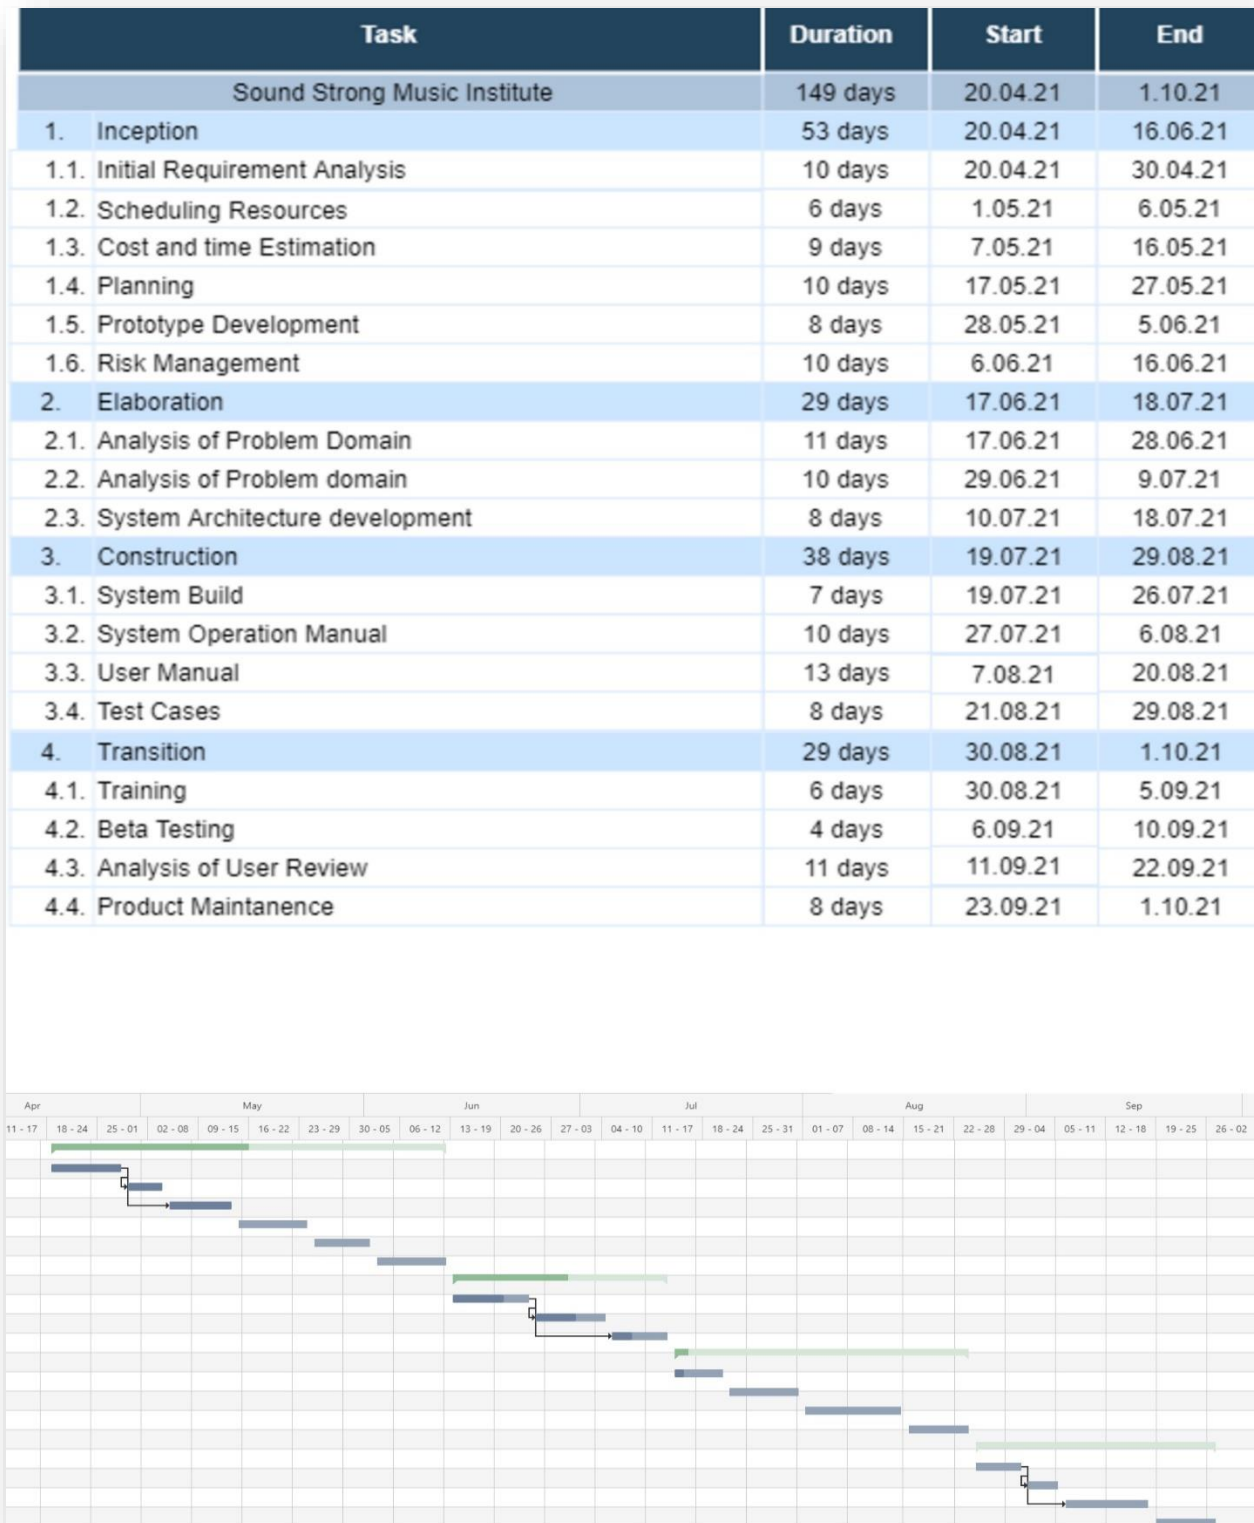 Task Duration Start End
Sound Strong Music Institute 149 days 20.04.21 1.10.21
1. Inception 53 days 20.04.21 16.06.21
1.1. Initial Requirement Analysis 10 days 20.04.21 30.04.21
1.2. Scheduling Resources 6 days 1.05.21 6.05.21
1.3. Cost and time Estimation 9 days 7.05.21 16.05.21
1.4. Planning 10 days 17.05.21 27.05.21
1.5. Prototype Development 8 days 28.05.21 5.06.21
1.6. Risk Management 10 days 6.06.21 16.06.21
2. Elaboration 29 days 17.06.21 18.07.21
2.1. Analysis of Problem Domain 11 days 17.06.21 28.06.21
2.2. Analysis of Problem domain 10 days 29.06.21 9.07.21
2.3. System Architecture development 8 days 10.07.21 18.07.21
3. Construction 38 days 19.07.21 29.08.21
3.1. System Build 7 days 19.07.21 26.07.21
3.2. System Operation Manual 10 days 27.07.21 6.08.21
3.3. User Manual 13 days 7.08.21 20.08.21
3.4. Test Cases 8 days 21.08.21 29.08.21
4. Transition 29 days 30.08.21 1.10.21
4.1. Training 6 days 30.08.21 5.09.21
4.2. Beta Testing 4 days 6.09.21 10.09.21
4.3. Analysis of User Review 11 days 11.09.21 22.09.21
4.4. Product Maintanence 8 days 23.09.21 1.10.21
Apr May Jun Jul Aug Sep
11 - 17 18 - 24 25 - 01 02 - 08 09 - 15 16 - 22 23 - 29 30 - 05 06 - 12 13 - 19 20 - 26 27 - 03 04 - 10 11 - 17 18 - 24 25 - 31 01 - 07 08 - 14 15 - 21 22 - 28 29 - 04 05 - 11 12 - 18 19 - 25 26 - 02